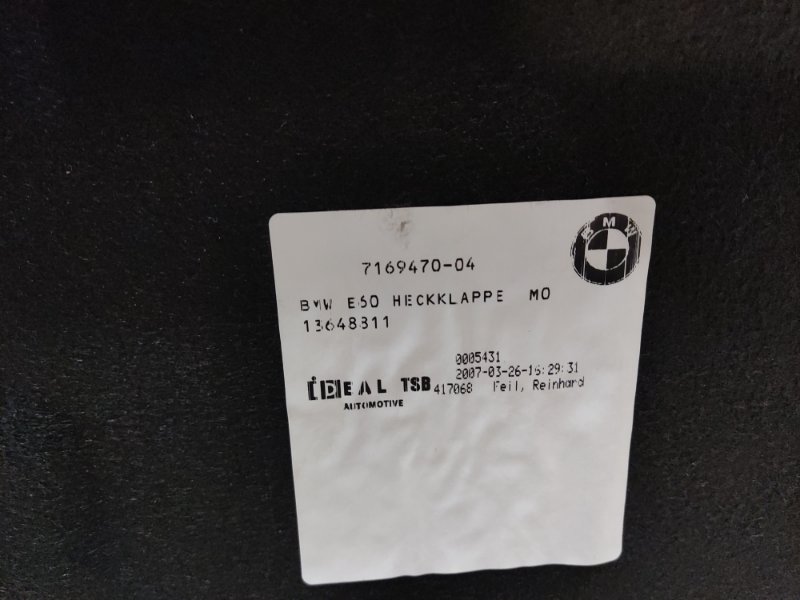 BMW
7169470-04
BMW E60 HECKKLAPPE MO
13648311
0005431
2007-03-26-16:29:31
IDEAL TSB 417068 Feil, Reinhard
AUTOMOTIVE